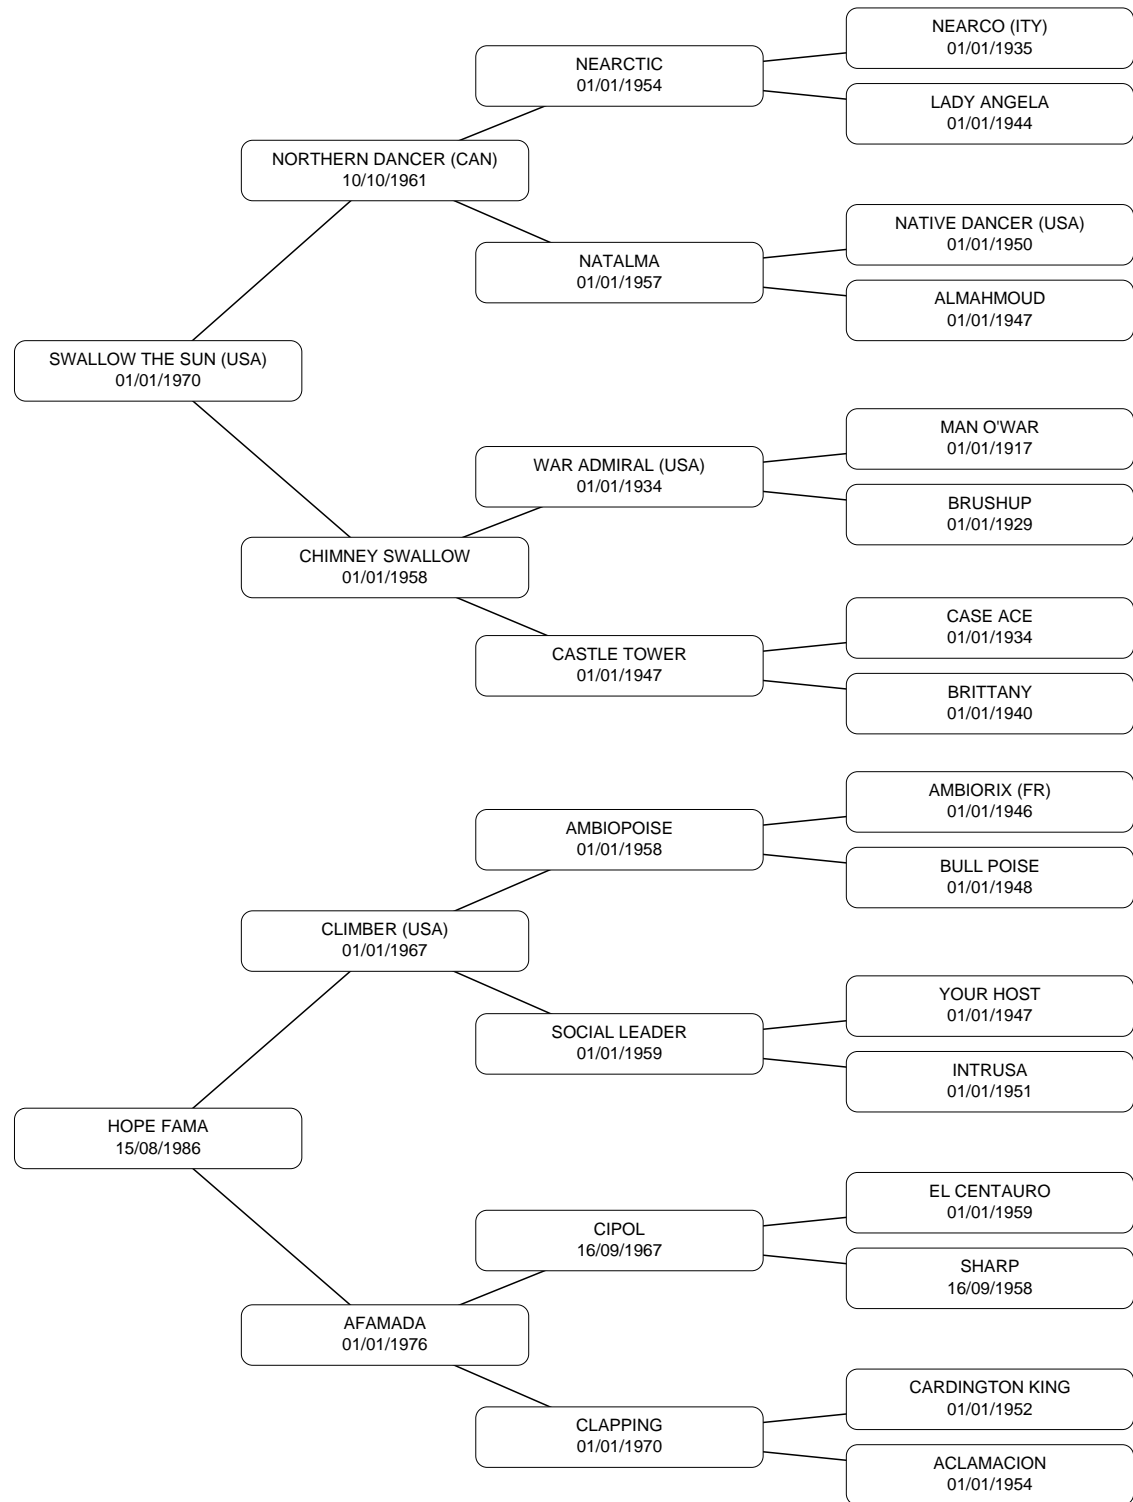 NEARCO (ITY)
01/01/1935
NEARCTIC
01/01/1954
LADY ANGELA
01/01/1944
NORTHERN DANCER (CAN)
10/10/1961
NATIVE DANCER (USA)
01/01/1950
NATALMA
01/01/1957
ALMAHMOUD
01/01/1947
SWALLOW THE SUN (USA)
01/01/1970
MAN O'WAR
01/01/1917
WAR ADMIRAL (USA)
01/01/1934
BRUSHUP
01/01/1929
CHIMNEY SWALLOW
01/01/1958
CASE ACE
01/01/1934
CASTLE TOWER
01/01/1947
BRITTANY
01/01/1940
AMBIORIX (FR)
01/01/1946
AMBIOPOISE
01/01/1958
BULL POISE
01/01/1948
CLIMBER (USA)
01/01/1967
YOUR HOST
01/01/1947
SOCIAL LEADER
01/01/1959
INTRUSA
01/01/1951
HOPE FAMA
15/08/1986
EL CENTAURO
01/01/1959
CIPOL
16/09/1967
SHARP
16/09/1958
AFAMADA
01/01/1976
CARDINGTON KING
01/01/1952
CLAPPING
01/01/1970
ACLAMACION
01/01/1954